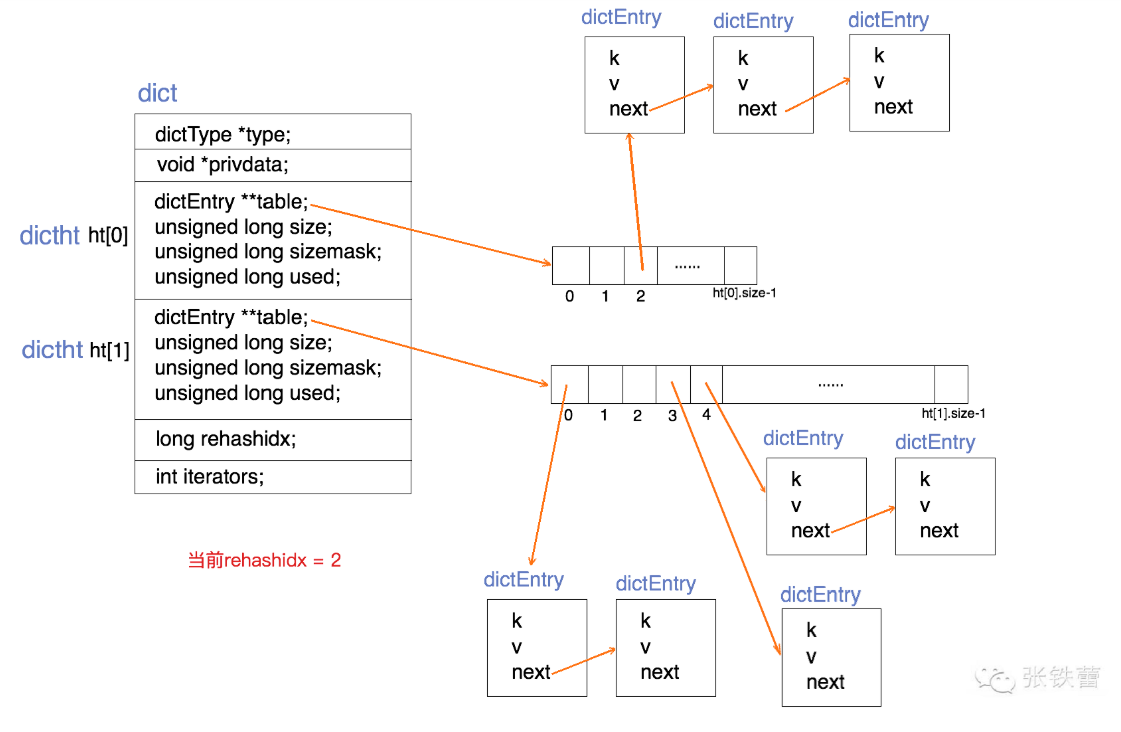 dictEntry
dictEntry
dictEntry
k
v
next
k
v
next
k
v
next
dict
dictType *type;
void *privdata;
dictht ht[0]
dictEntry **table;
unsigned long size;
unsigned long sizemask;
unsigned long used;
......
0
1
2
ht[0].size-1
dictht ht[1]
dictEntry **table;
unsigned long size;
unsigned long sizemask;
unsigned long used;
......
0
1
2
3
4
ht[1].size-1
long rehashidx;
int iterators;
dictEntry
dictEntry
k
v
next
k
v
next
当前rehashidx = 2
dictEntry
dictEntry
dictEntry
k
v
next
k
v
next
k
v
next
张铁蕾